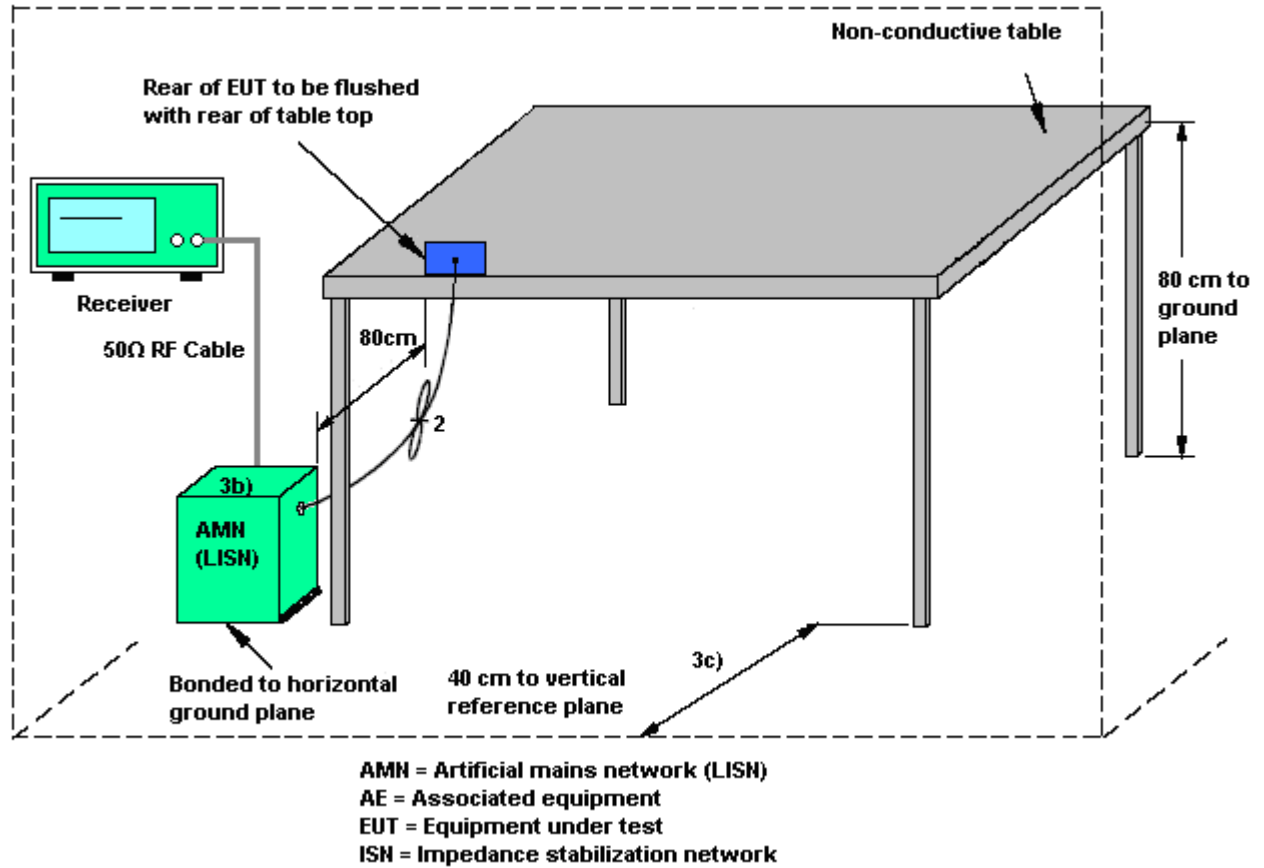 Non-conductive table
Rear of EUT to be flushed
with rear of table top
Receiver
50Ω RF Cable
80cm
80 cm to
ground
plane
2
3b)
AMN
(LISN)
3c)
Bonded to horizontal
ground plane
40 cm to vertical
reference plane
AMN = Artificial mains network (LISN)
AE = Associated equipment
EUT = Equipment under test
ISN = Impedance stabilization network